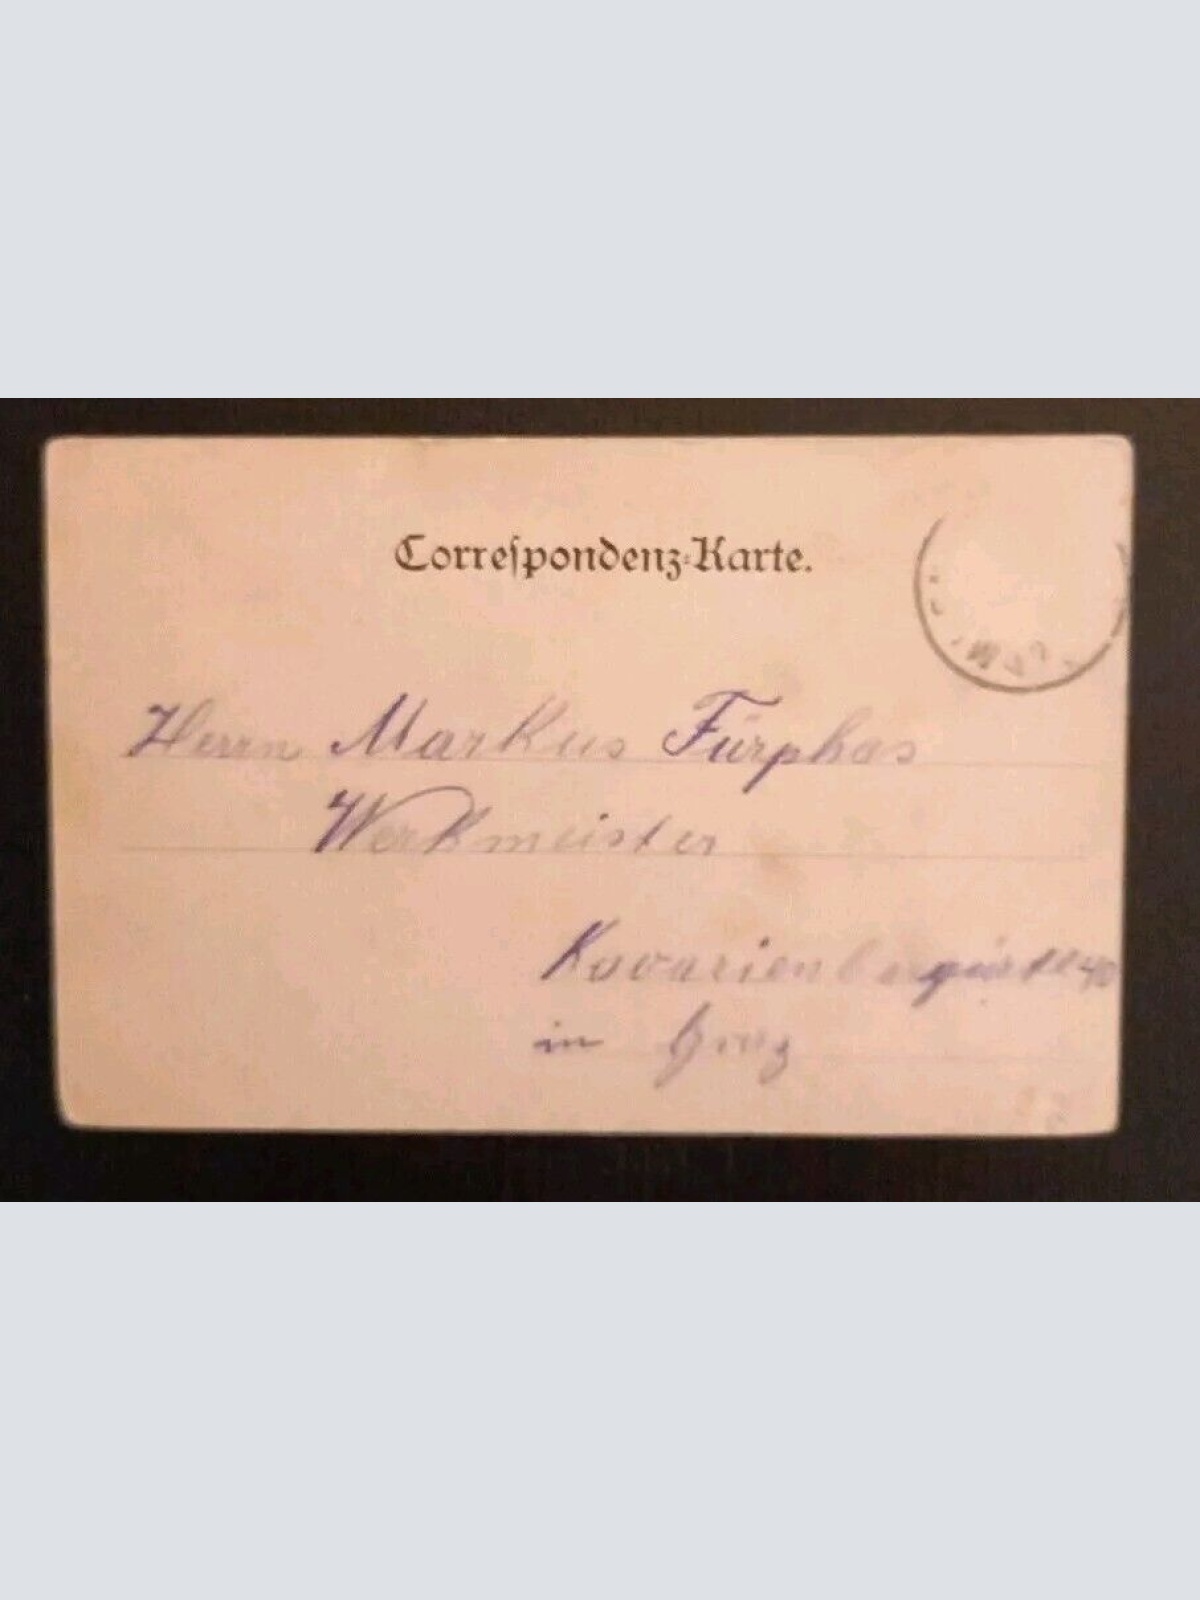 Correſpondenz-Karte.
Herrn Markus Fürphas
Werkmeister
in Graz